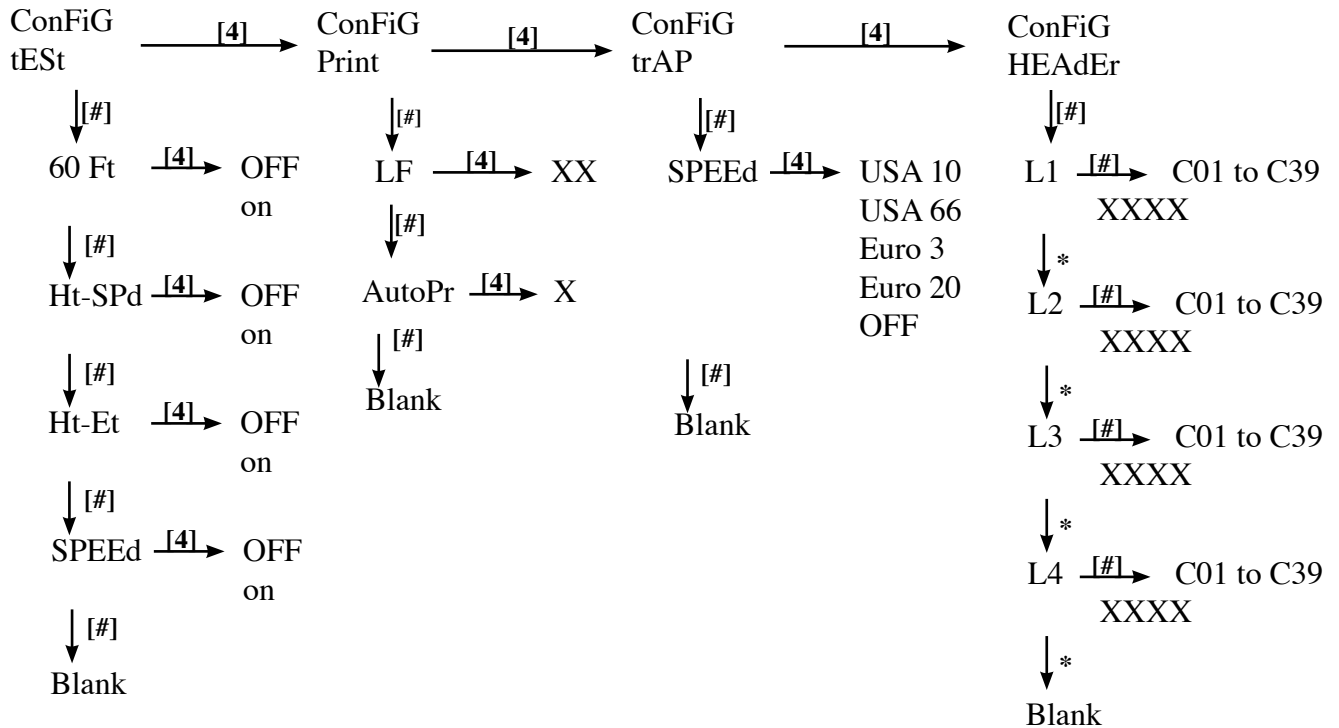 ConFiG
tESt
[4]
ConFiG
Print
[4]
ConFiG
trAP
[4]
ConFiG
HEAdEr
[#]
[#]
[#]
[#]
60 Ft
[4]
OFF
on
LF
[4]
XX
SPEEd
[4]
USA 10
USA 66
Euro 3
Euro 20
OFF
L1
[#]
C01 to C39
XXXX
[#]
[#]
*
Ht-SPd
[4]
OFF
on
AutoPr
[4]
X
L2
[#]
C01 to C39
XXXX
[#]
[#]
[#]
*
Ht-Et
[4]
OFF
on
Blank
Blank
L3
[#]
C01 to C39
XXXX
[#]
*
SPEEd
[4]
OFF
on
L4
[#]
C01 to C39
XXXX
[#]
*
Blank
Blank